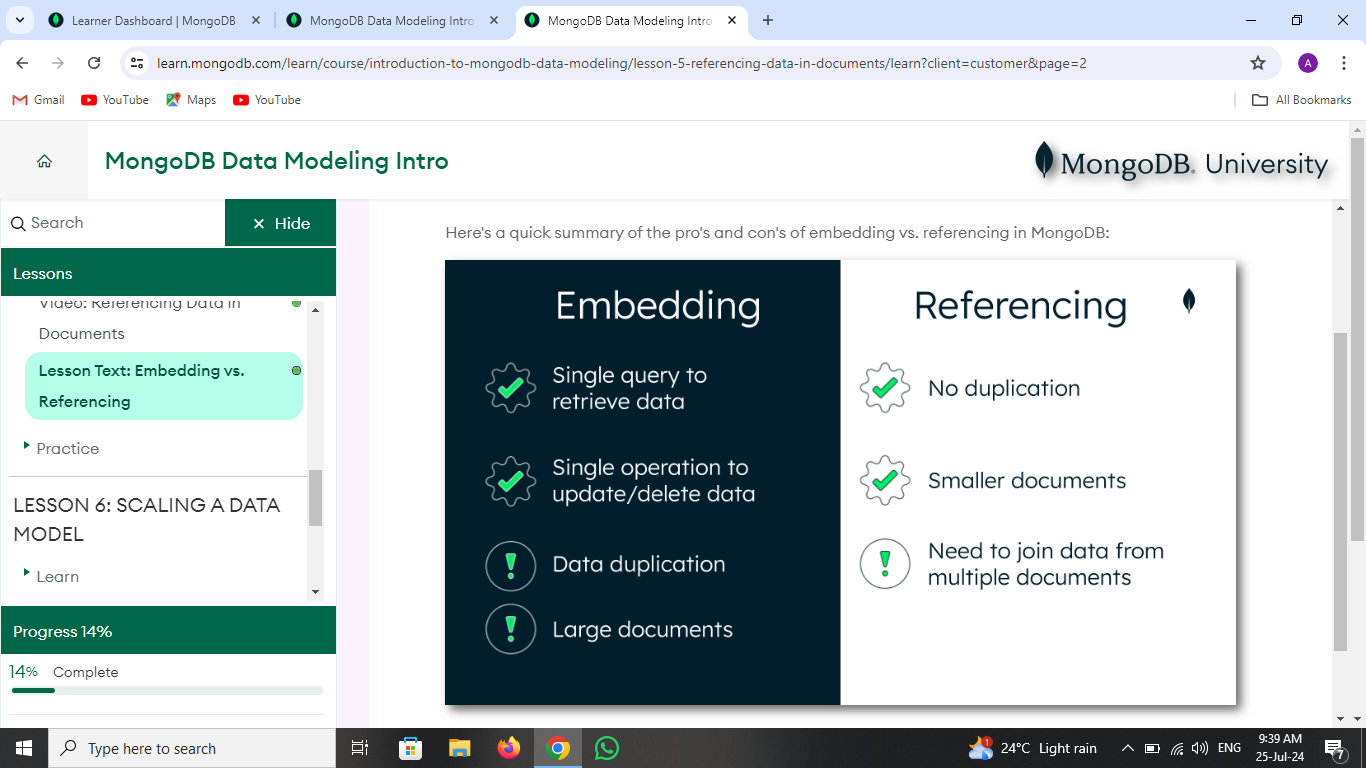 Learner Dashboard | MongoDB
MongoDB Data Modeling Intro
MongoDB Data Modeling Intro
learn.mongodb.com/learn/course/introduction-to-mongodb-data-modeling/lesson-5-referencing-data-in-documents/learn?client=customer&page=2
A
Gmail
YouTube
Maps
YouTube
All Bookmarks
MongoDB Data Modeling Intro
MongoDB. University
Search
× Hide
Lessons
Video: Referencing Data in
Documents
Lesson Text: Embedding vs.
Referencing
Practice
LESSON 6: SCALING A DATA
MODEL
Learn
Progress 14%
14% Complete
Here's a quick summary of the pro's and con's of embedding vs. referencing in MongoDB:
Embedding
Single query to
retrieve data
Single operation to
update/delete data
Data duplication
Large documents
Referencing
No duplication
Smaller documents
Need to join data from
multiple documents
Type here to search
1
24°C Light rain
ENG
9:39 AM
25-Jul-24
7